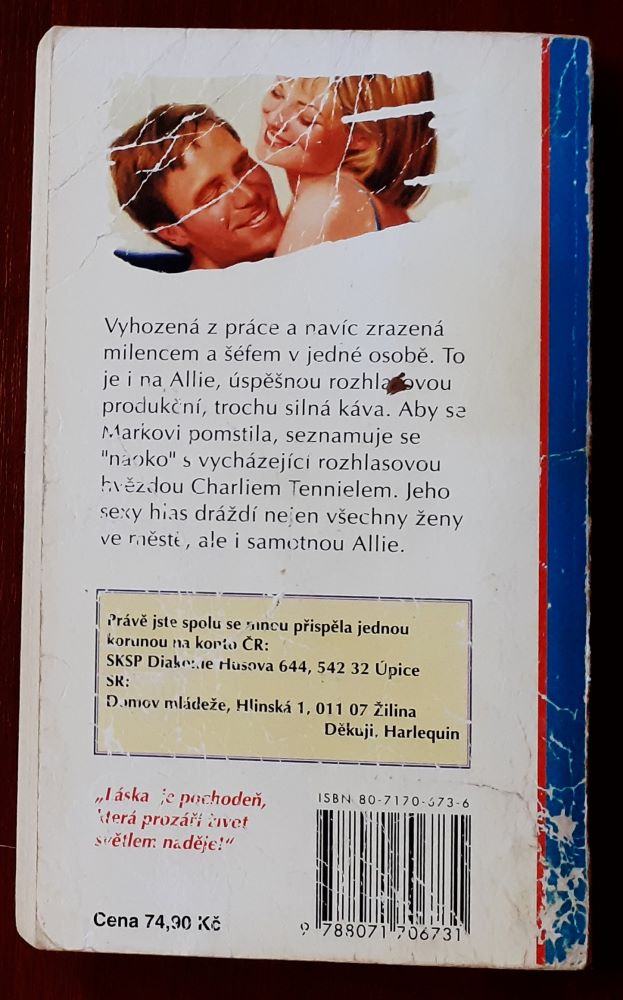 Vyhozená z práce a navíc zrazená
milencem a šéfem v jedné osobě. To
je i na Allie, úspěšnou rozhlasovou
produkční, trochu silná káva. Aby se
Markovi pomstila, seznamuje se
"naoko" s vycházející rozhlasovou
hvězdou Charliem Tennielem. Jeho
sexy hlas dráždí nejen všechny ženy
ve městě, ale i samotnou Allie.
Právě jste spolu se mnou přispěla jednou
korunou na konto ČR:
SKSP Diakonie Husova 644, 542 32 Úpice
SR:
Domov mládeže, Hlinská 1, 011 07 Žilina
Děkuji, Harlequin
„Láska je pochodeň,
která prozáří život
světlem naděje!“
ISBN 80-7170-673-6
Cena 74,90 Kč
9 788071 706731